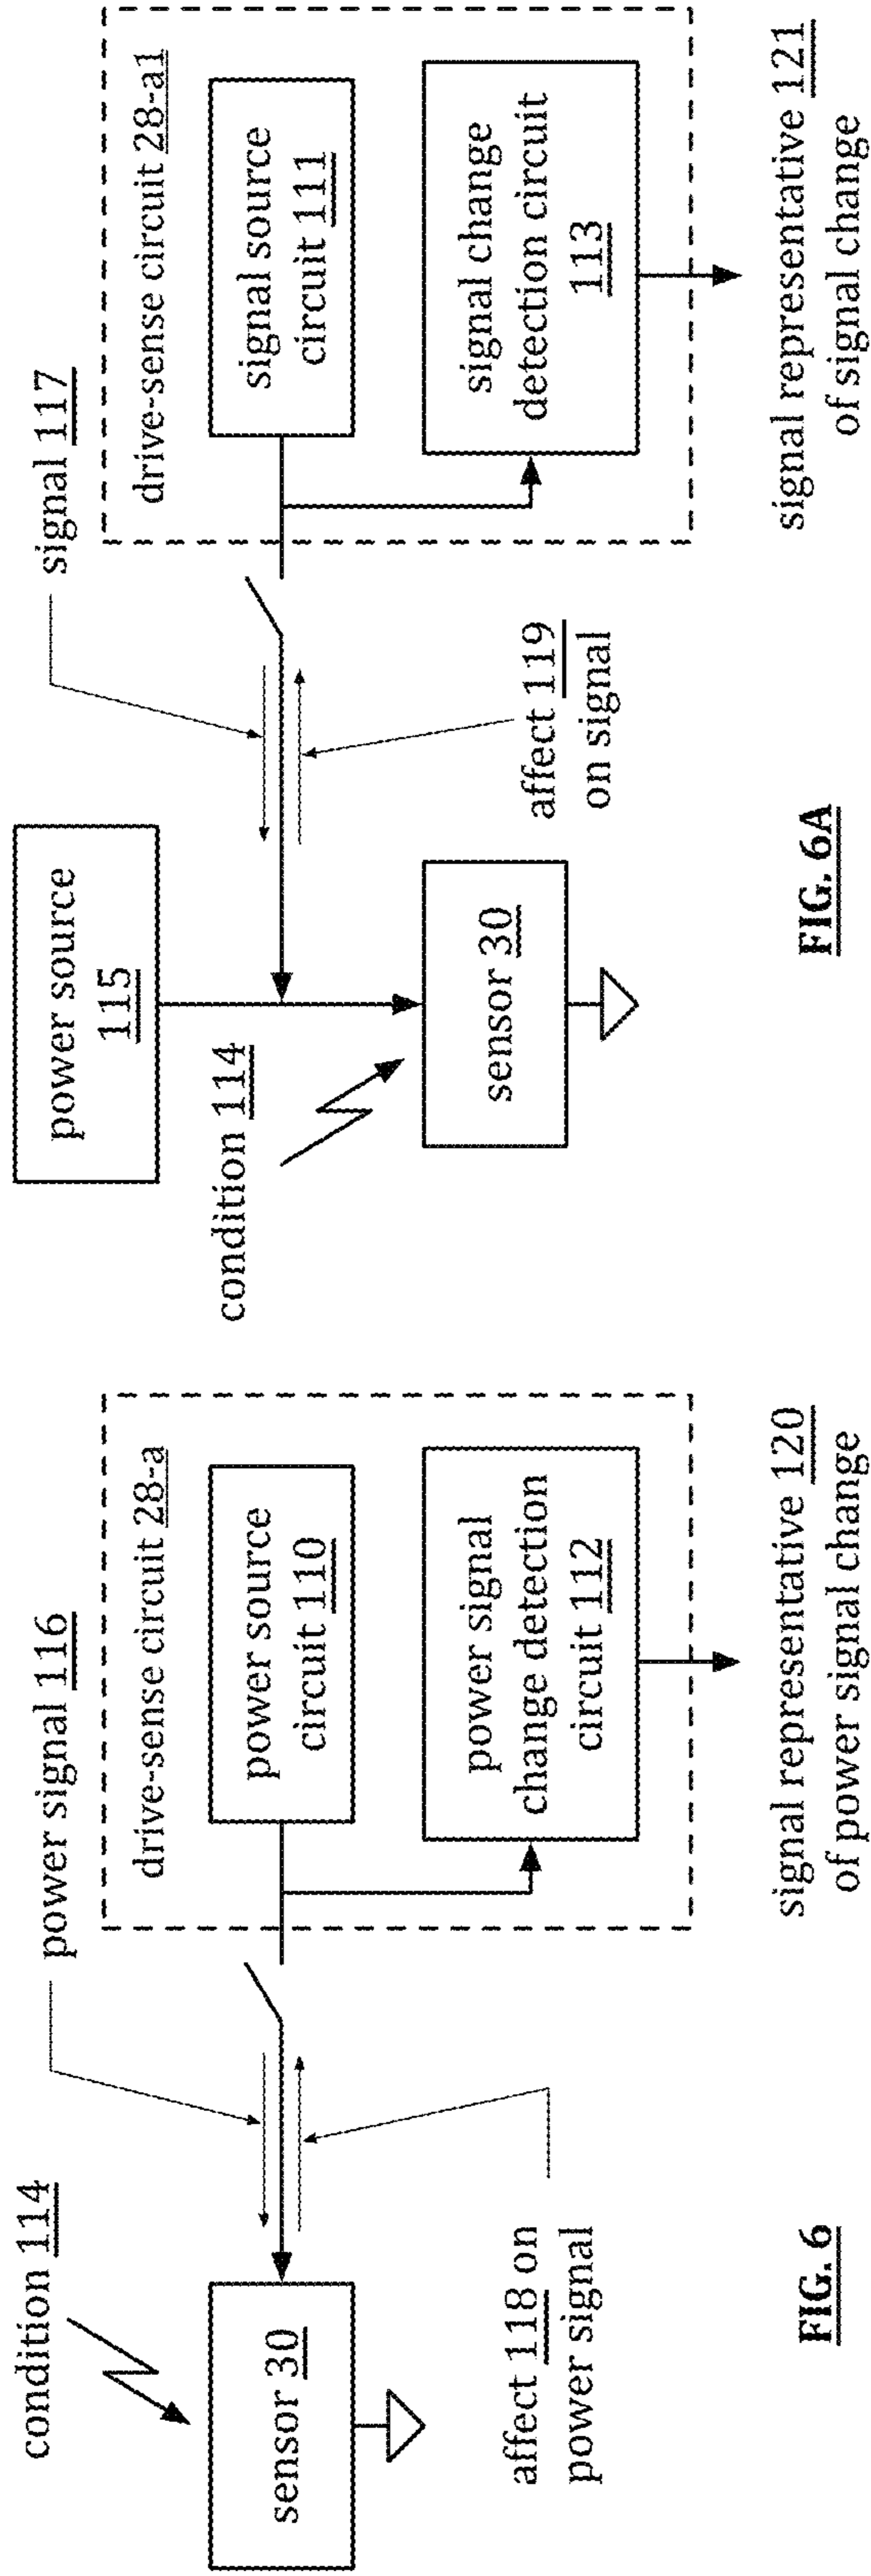 condition 114
power signal 116
drive-sense circuit 28-a
power source
circuit 110
sensor 30
power signal
change detection
circuit 112
affect 118 on
power signal
signal representative 120
of power signal change
FIG. 6
power source
115
signal 117
drive-sense circuit 28-a1
signal source
circuit 111
condition 114
signal change
detection circuit
113
sensor 30
affect 119
on signal
signal representative 121
of signal change
FIG. 6A